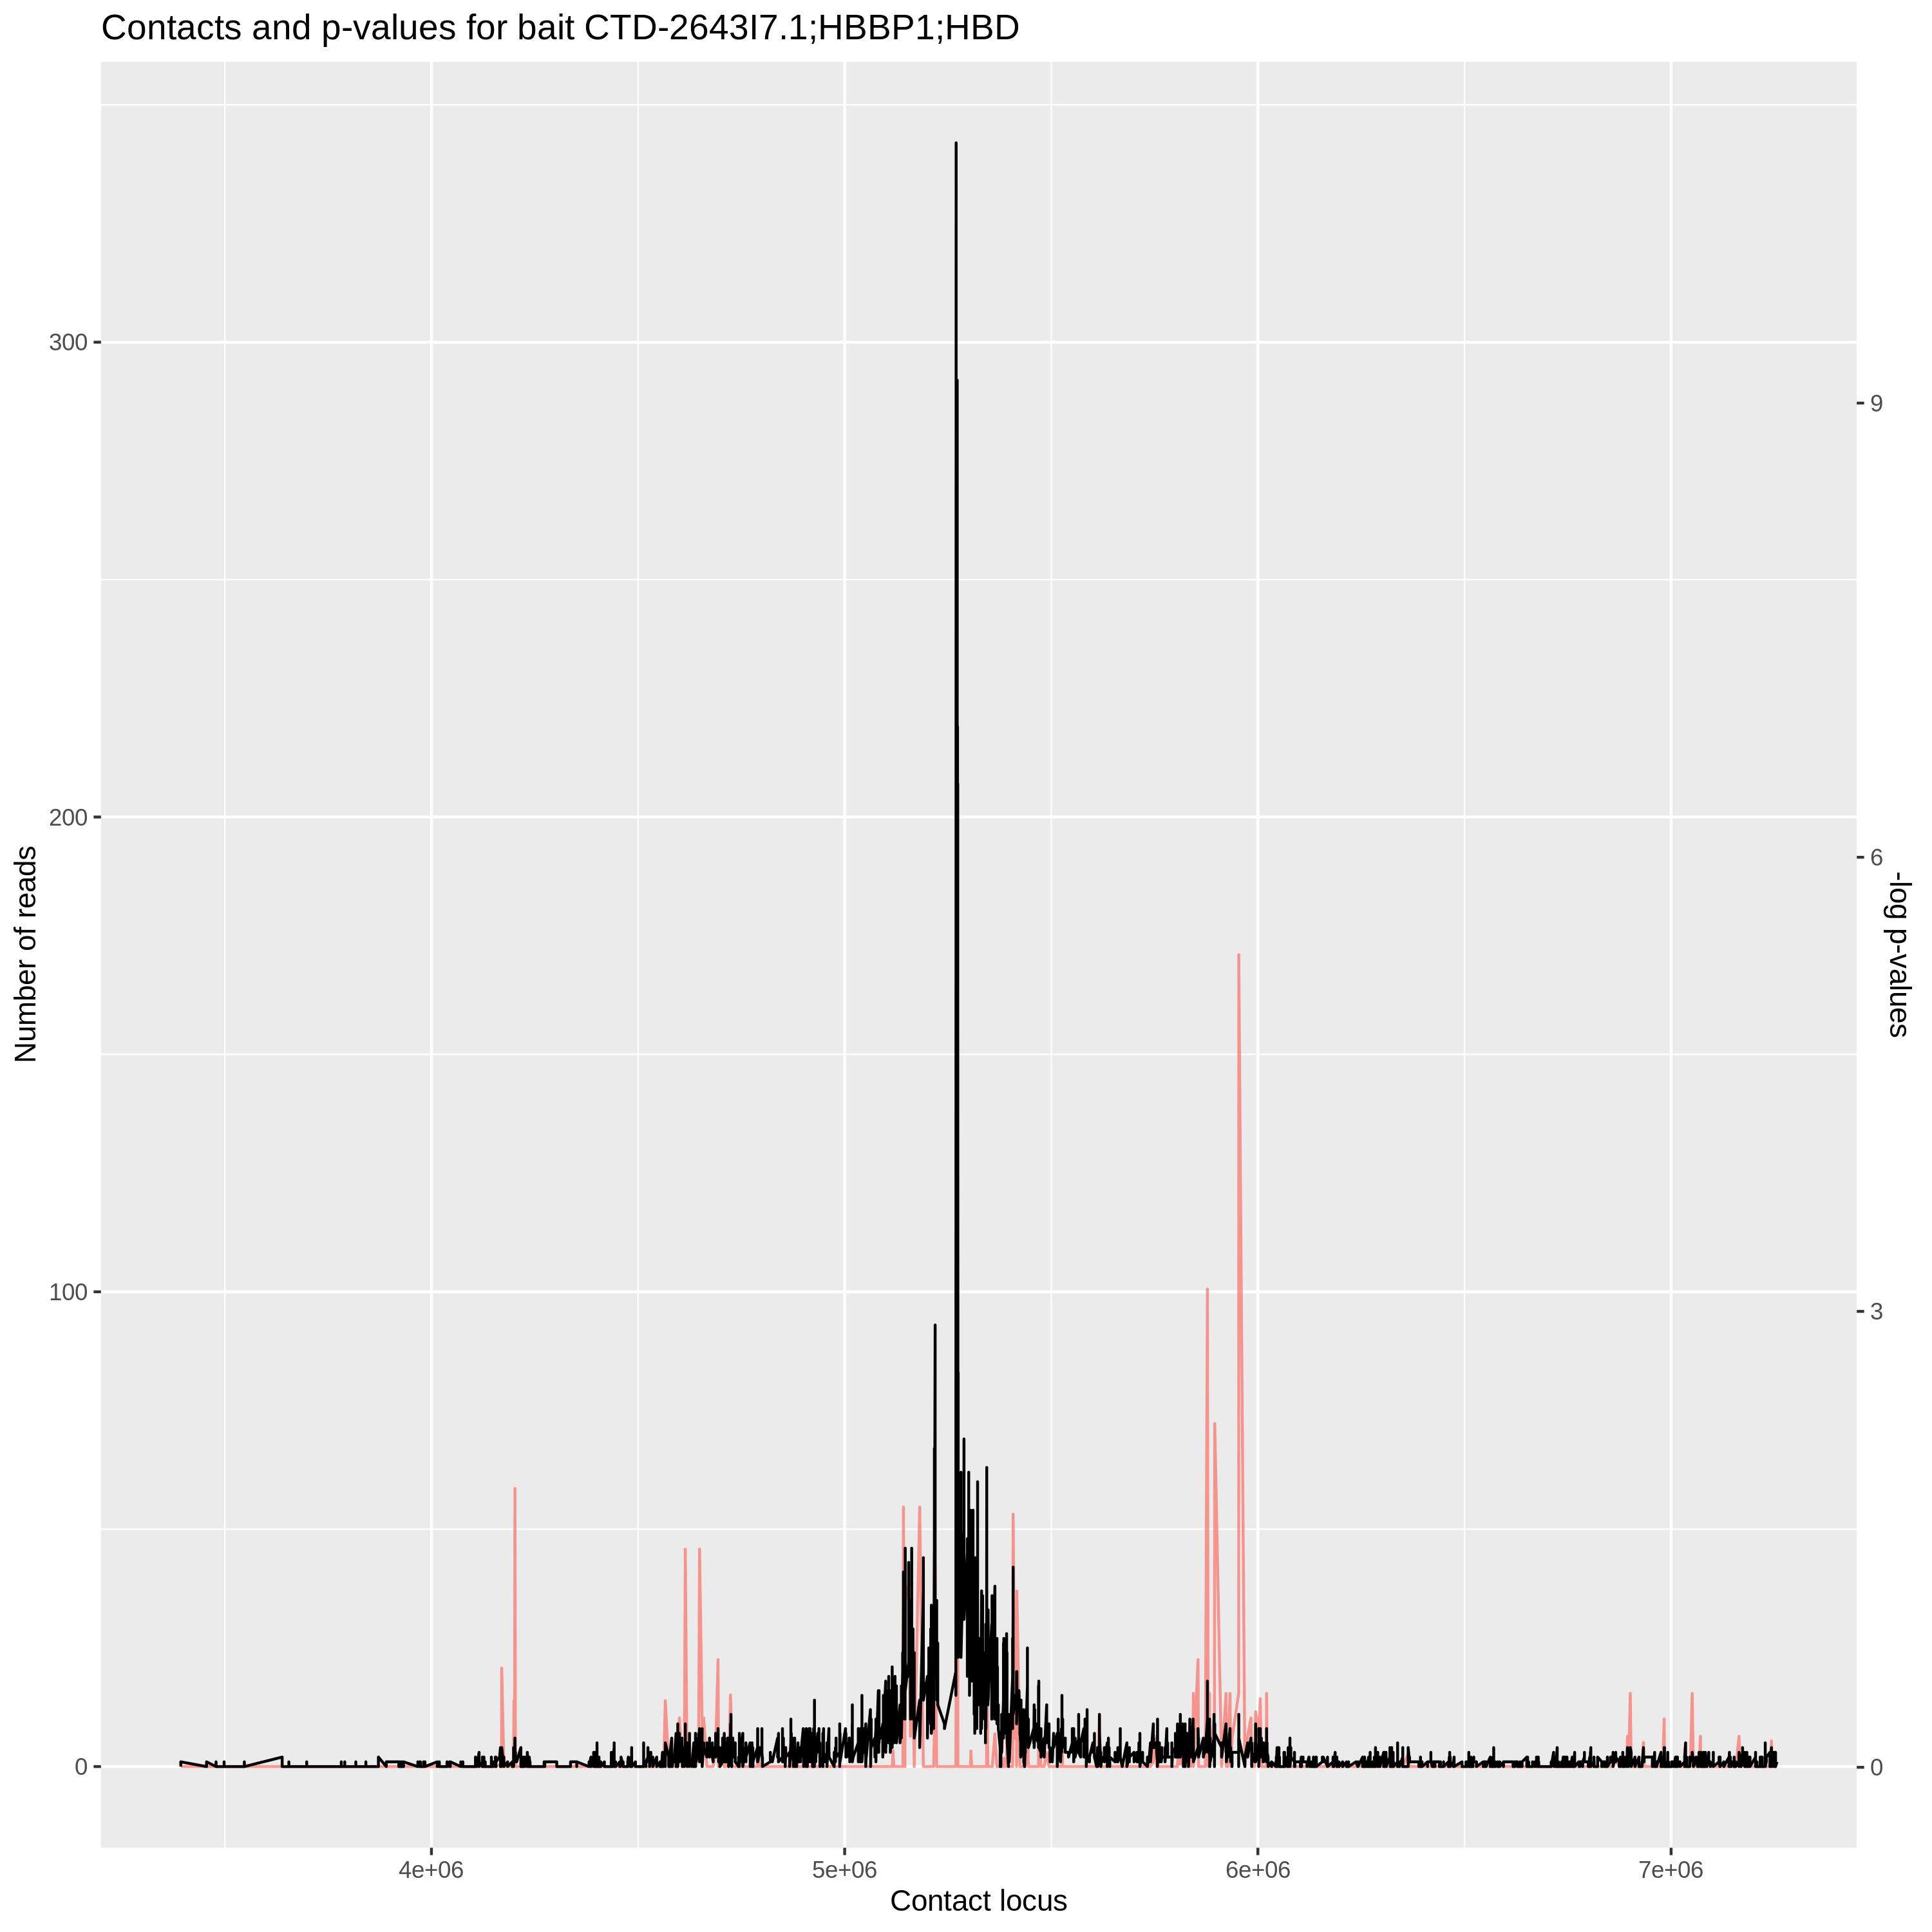 Contacts and p-values for bait CTD-2643I7.1;HBBP1;HBD
300
200
100
0
Number of reads
9
6
3
0
-log p-values
4e+06
5e+06
6e+06
7e+06
Contact locus